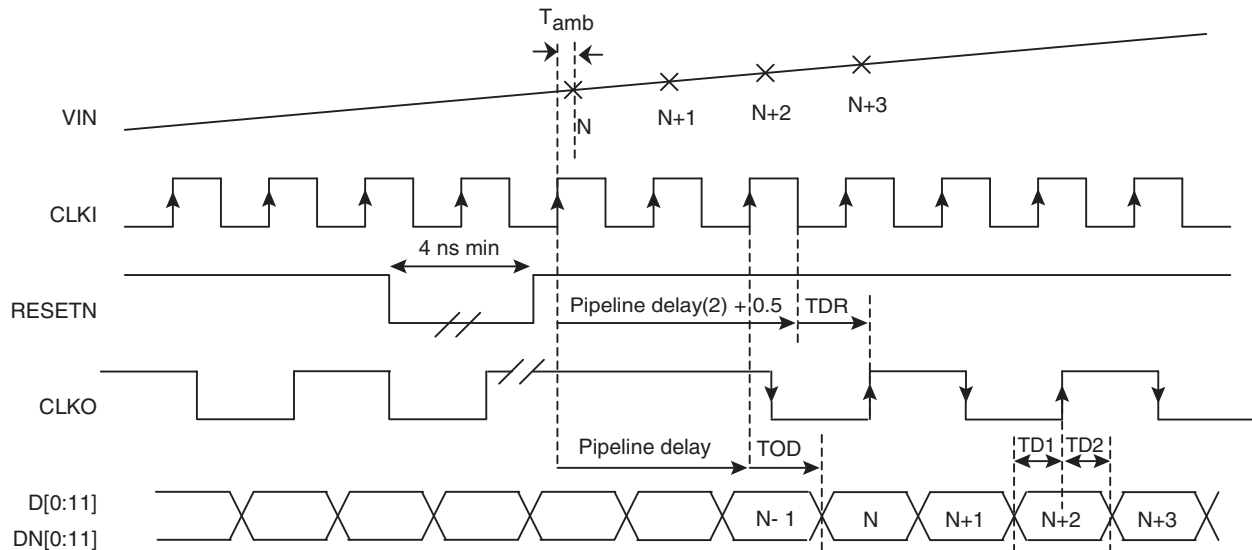 Tamb
VIN
N
N+1
N+2
N+3
CLKI
4 ns min
RESETN
Pipeline delay(2) + 0.5
TDR
CLKO
Pipeline delay
TOD
TD1
TD2
D[0:11]
DN[0:11]
N- 1
N
N+1
N+2
N+3